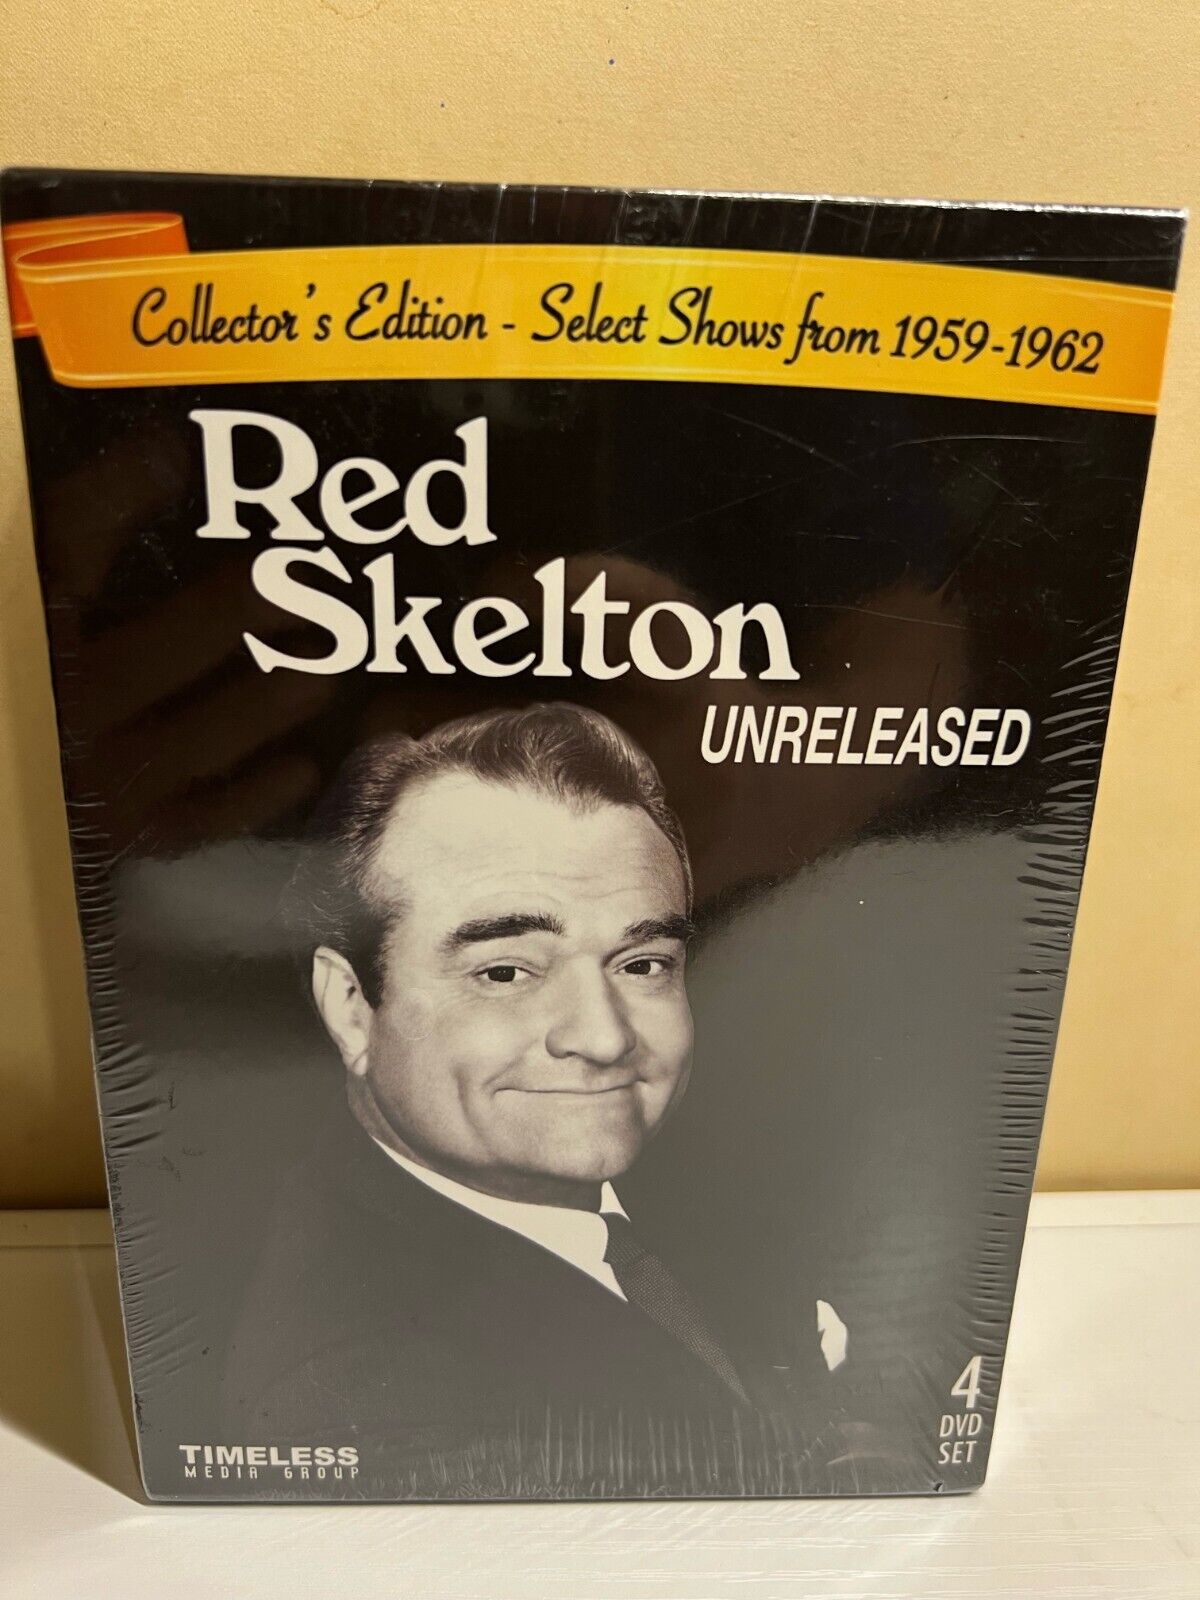 Collector's Edition - Select Shows from 1959-1962
Red
Skelton
UNRELEASED
4
DVD
SET
TIMELESS
MEDIA GROUP